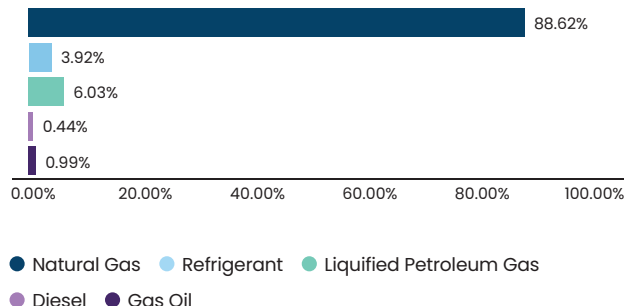 88.62%
3.92%
6.03%
0.44%
0.99%
0.00% 20.00% 40.00% 60.00% 80.00% 100.00%
Natural Gas Refrigerant Liquified Petroleum Gas
Diesel Gas Oil